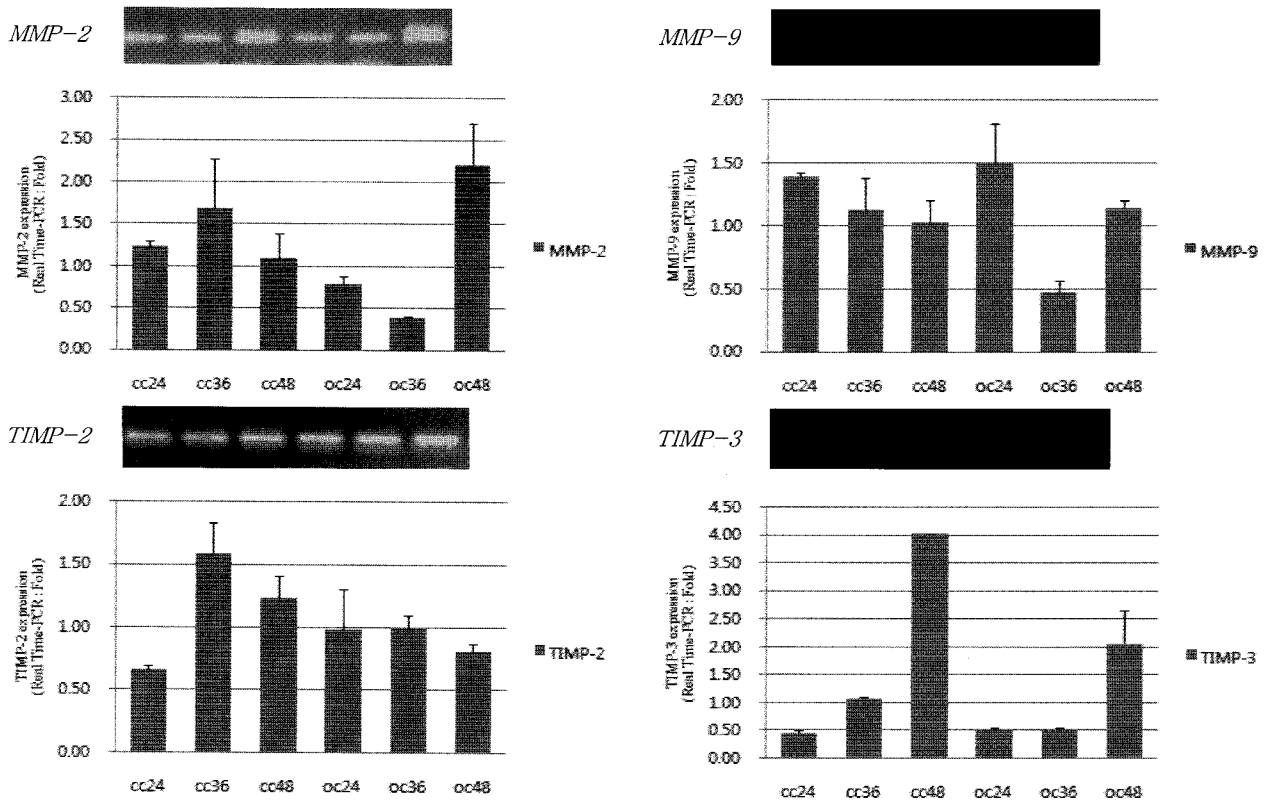 MMP-2
3.00
2.50
2.00
1.50
1.00
0.50
0.00
MMP-2 expression
(Real Time-PCR : Fold)
cc24 cc36 cc48 oc24 oc36 oc48
MMP-2
MMP-9
2.00
1.50
1.00
0.50
0.00
MMP-9 expression
(Real Time-PCR : Fold)
cc24 cc36 cc48 oc24 oc36 oc48
MMP-9
TIMP-2
2.00
1.50
1.00
0.50
0.00
TIMP-2 expression
(Real Time-PCR : Fold)
cc24 cc36 cc48 oc24 oc36 oc48
TIMP-2
TIMP-3
4.50
4.00
3.50
3.00
2.50
2.00
1.50
1.00
0.50
0.00
TIMP-3 expression
(Real Time-PCR : Fold)
cc24 cc36 cc48 oc24 oc36 oc48
TIMP-3